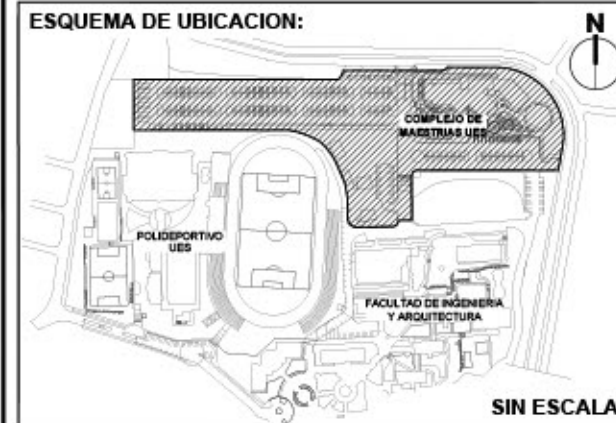 ESQUEMA DE UBICACION:
N
COMPLEJO DE
MAESTRIAS UES
POLIDEPORTIVO
UES
FACULTAD DE INGENIERIA
Y ARQUITECTURA
SIN ESCALA